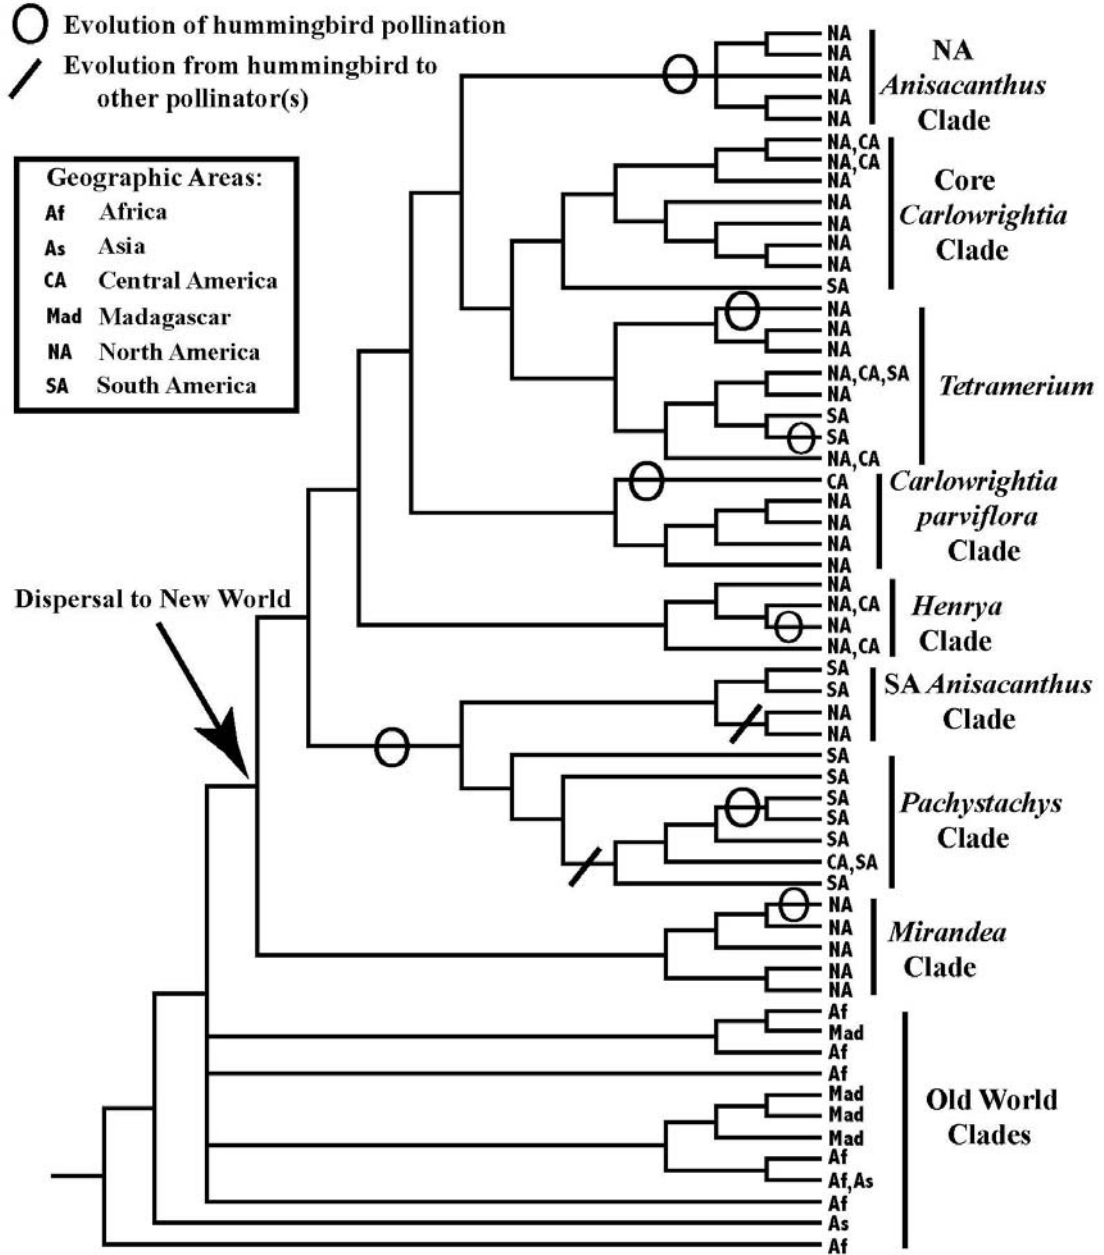 Evolution of hummingbird pollination
Evolution from hummingbird to
other pollinator(s)
Geographic Areas:
Af Africa
As Asia
CA Central America
Mad Madagascar
NA North America
SA South America
Dispersal to New World
NA
NA
NA
NA
NA
NA
Anisacanthus
Clade
NA,CA
NA,CA
NA
NA
NA
NA
NA
SA
Core
Carlowrightia
Clade
NA
NA
NA
NA,CA,SA
NA
SA
SA
NA,CA
Tetramerium
CA
NA
NA
NA
NA
Carlowrightia
parviflora
Clade
NA
NA,CA
NA
NA,CA
Henrya
Clade
SA
SA
NA
NA
SA Anisacanthus
Clade
SA
SA
SA
SA
SA
CA,SA
SA
Pachystachys
Clade
NA
NA
NA
NA
NA
Mirandea
Clade
Af
Mad
Af
Af
Mad
Mad
Mad
Af
Af,As
Af
As
Af
Old World
Clades